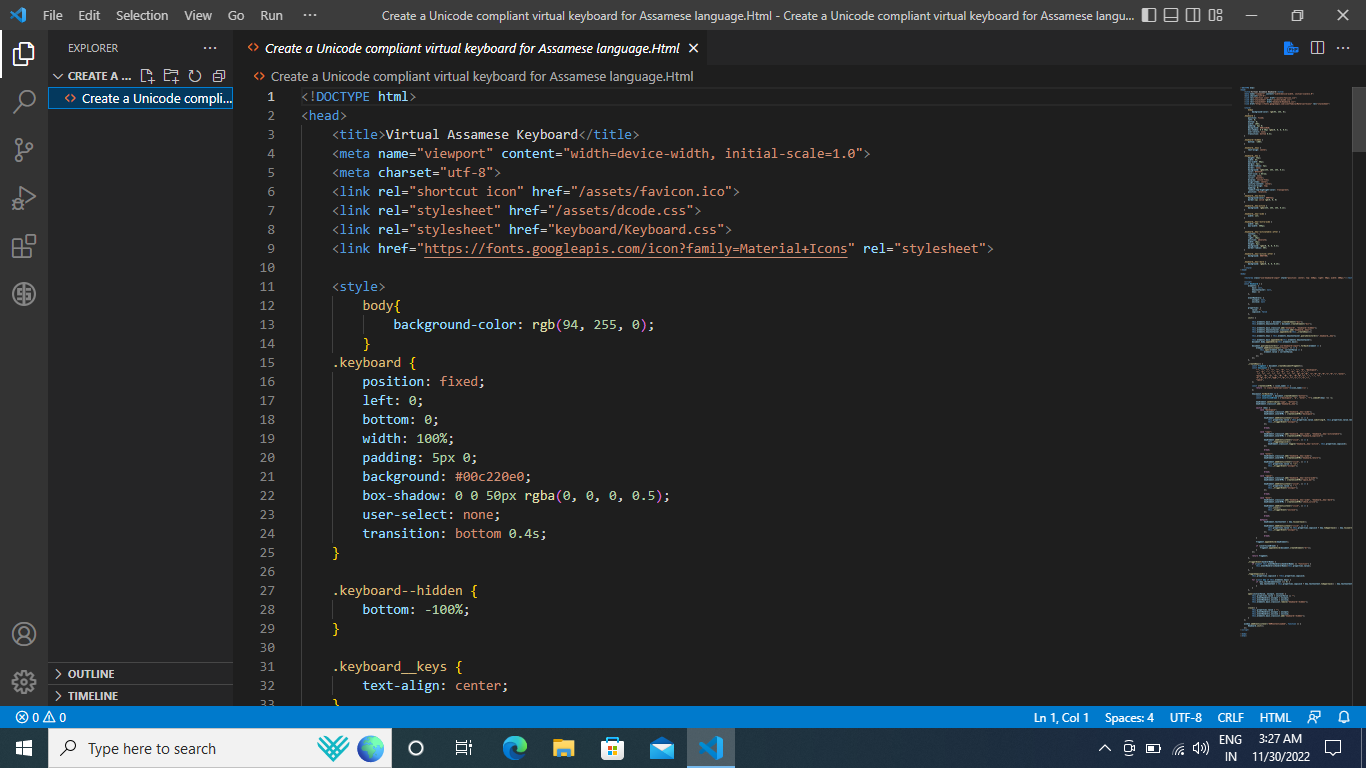 File Edit Selection View Go Run ··· Create a Unicode compliant virtual keyboard for Assamese language.Html - Create a Unicode compliant virtual keyboard for Assamese langu...
EXPLORER
CREATE A ...
Create a Unicode compli...
OUTLINE
TIMELINE
Create a Unicode compliant virtual keyboard for Assamese language.Html
Create a Unicode compliant virtual keyboard for Assamese language.Html
1 <!DOCTYPE html>
2 <head>
3 <title>Virtual Assamese Keyboard</title>
4 <meta name="viewport" content="width=device-width, initial-scale=1.0">
5 <meta charset="utf-8">
6 <link rel="shortcut icon" href="/assets/favicon.ico">
7 <link rel="stylesheet" href="/assets/dcode.css">
8 <link rel="stylesheet" href="keyboard/Keyboard.css">
9 <link href="https://fonts.googleapis.com/icon?family=Material+Icons" rel="stylesheet">
10
11 <style>
12 body{
13 background-color: rgb(94, 255, 0);
14 }
15 .keyboard {
16 position: fixed;
17 left: 0;
18 bottom: 0;
19 width: 100%;
20 padding: 5px 0;
21 background: #00c220e0;
22 box-shadow: 0 0 50px rgba(0, 0, 0, 0.5);
23 user-select: none;
24 transition: bottom 0.4s;
25 }
26
27 .keyboard--hidden {
28 bottom: -100%;
29 }
30
31 .keyboard__keys {
32 text-align: center;
33 }
0 0
Ln 1, Col 1 Spaces: 4 UTF-8 CRLF HTML
Type here to search
ENG
IN
3:27 AM
11/30/2022